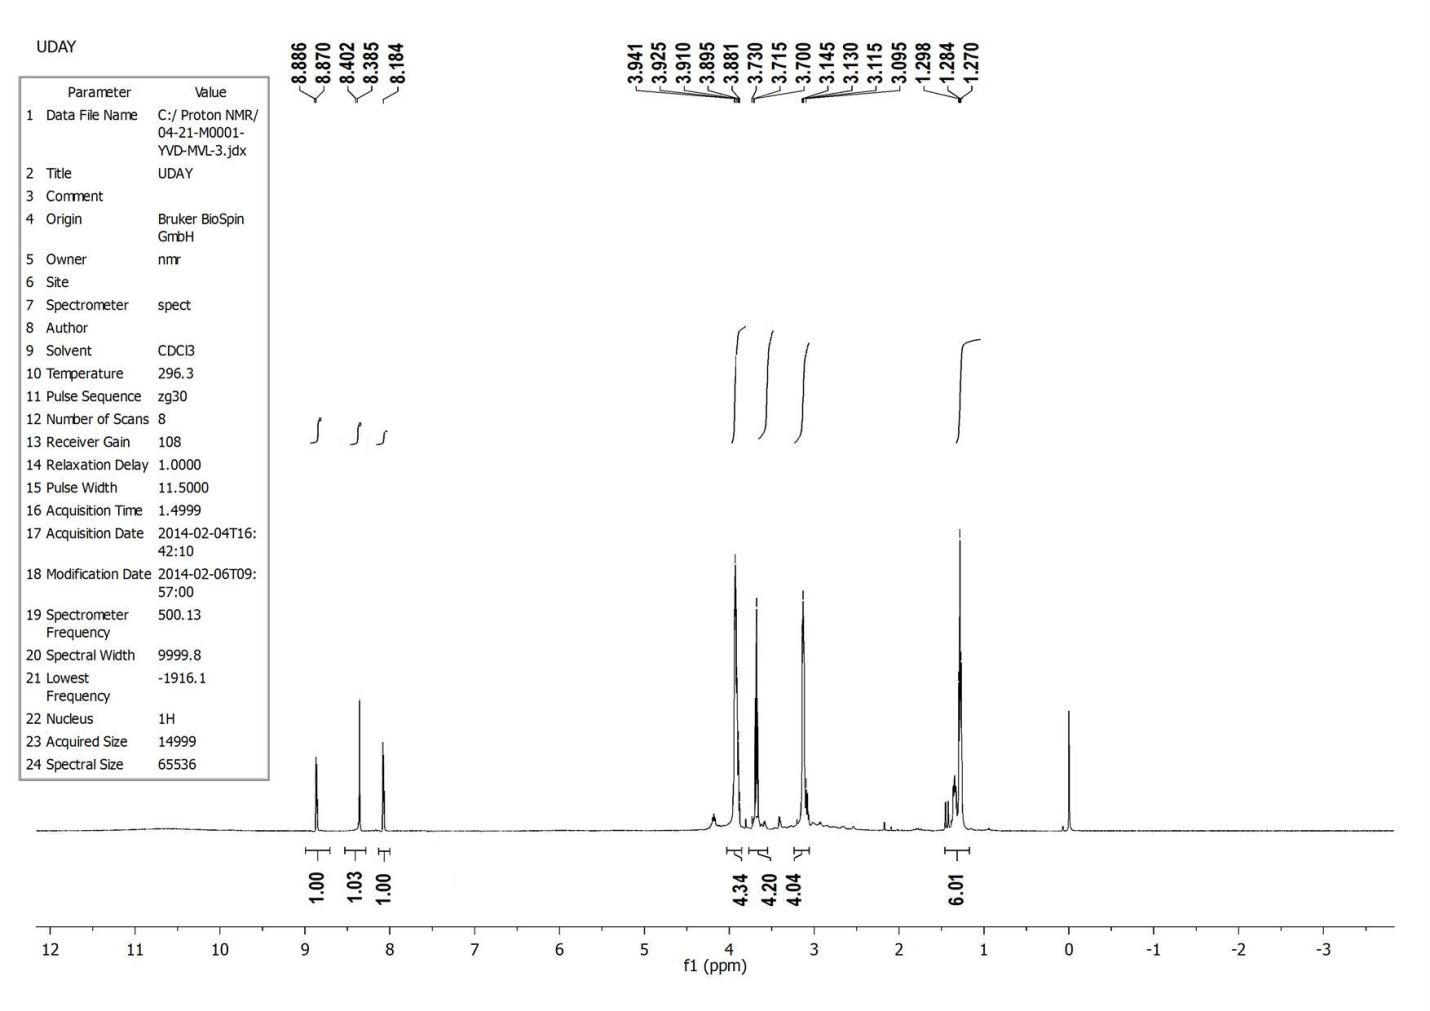 UDAY
8.886
8.870
8.402
8.385
8.184
3.941
3.925
3.910
3.895
3.881
3.730
3.715
3.700
3.145
3.130
3.115
3.095
1.298
1.284
1.270
Parameter Value
1 Data File Name C:/ Proton NMR/
04-21-M0001-
YVD-MVL-3.jdx
2 Title UDAY
3 Comment
4 Origin Bruker BioSpin
GmbH
5 Owner nmr
6 Site
7 Spectrometer spect
8 Author
9 Solvent CDCl3
10 Temperature 296.3
11 Pulse Sequence zg30
12 Number of Scans 8
13 Receiver Gain 108
14 Relaxation Delay 1.0000
15 Pulse Width 11.5000
16 Acquisition Time 1.4999
17 Acquisition Date 2014-02-04T16:
42:10
18 Modification Date 2014-02-06T09:
57:00
19 Spectrometer 500.13
Frequency
20 Spectral Width 9999.8
21 Lowest -1916.1
Frequency
22 Nucleus 1H
23 Acquired Size 14999
24 Spectral Size 65536
1.00
1.03
1.00
4.34
4.20
4.04
6.01
12 11 10 9 8 7 6 5 4 3 2 1 0 -1 -2 -3
f1 (ppm)